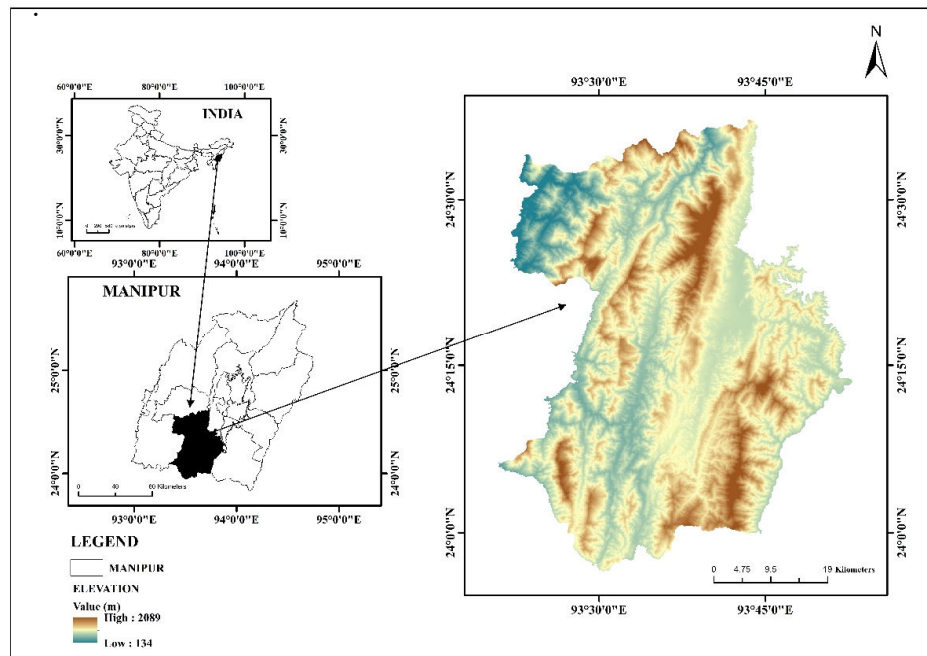 N
60°0'0"E 80°0'0"E 100°0'0"E
INDIA
30°0'0"N
30°0'0"N
10°0'0"N
10°0'0"N
60°0'0"E 80°0'0"E 100°0'0"E
93°0'0"E 94°0'0"E 95°0'0"E
MANIPUR
25°0'0"N
25°0'0"N
24°0'0"N
24°0'0"N
0 40 80 Kilometers
93°0'0"E 94°0'0"E 95°0'0"E
LEGEND
MANIPUR
ELEVATION
Value (m)
High : 2089
Low : 134
93°30'0"E 93°45'0"E
24°30'0"N
24°30'0"N
24°15'0"N
24°15'0"N
24°0'0"N
24°0'0"N
0 4.75 9.5 19 Kilometers
93°30'0"E 93°45'0"E